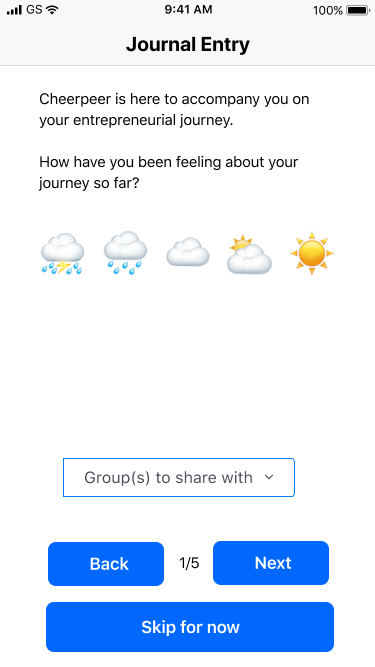 GS 9:41 AM 100%
Journal Entry
Cheerpeer is here to accompany you on
your entrepreneurial journey.
How have you been feeling about your
journey so far?
Group(s) to share with
Back 1/5 Next
Skip for now